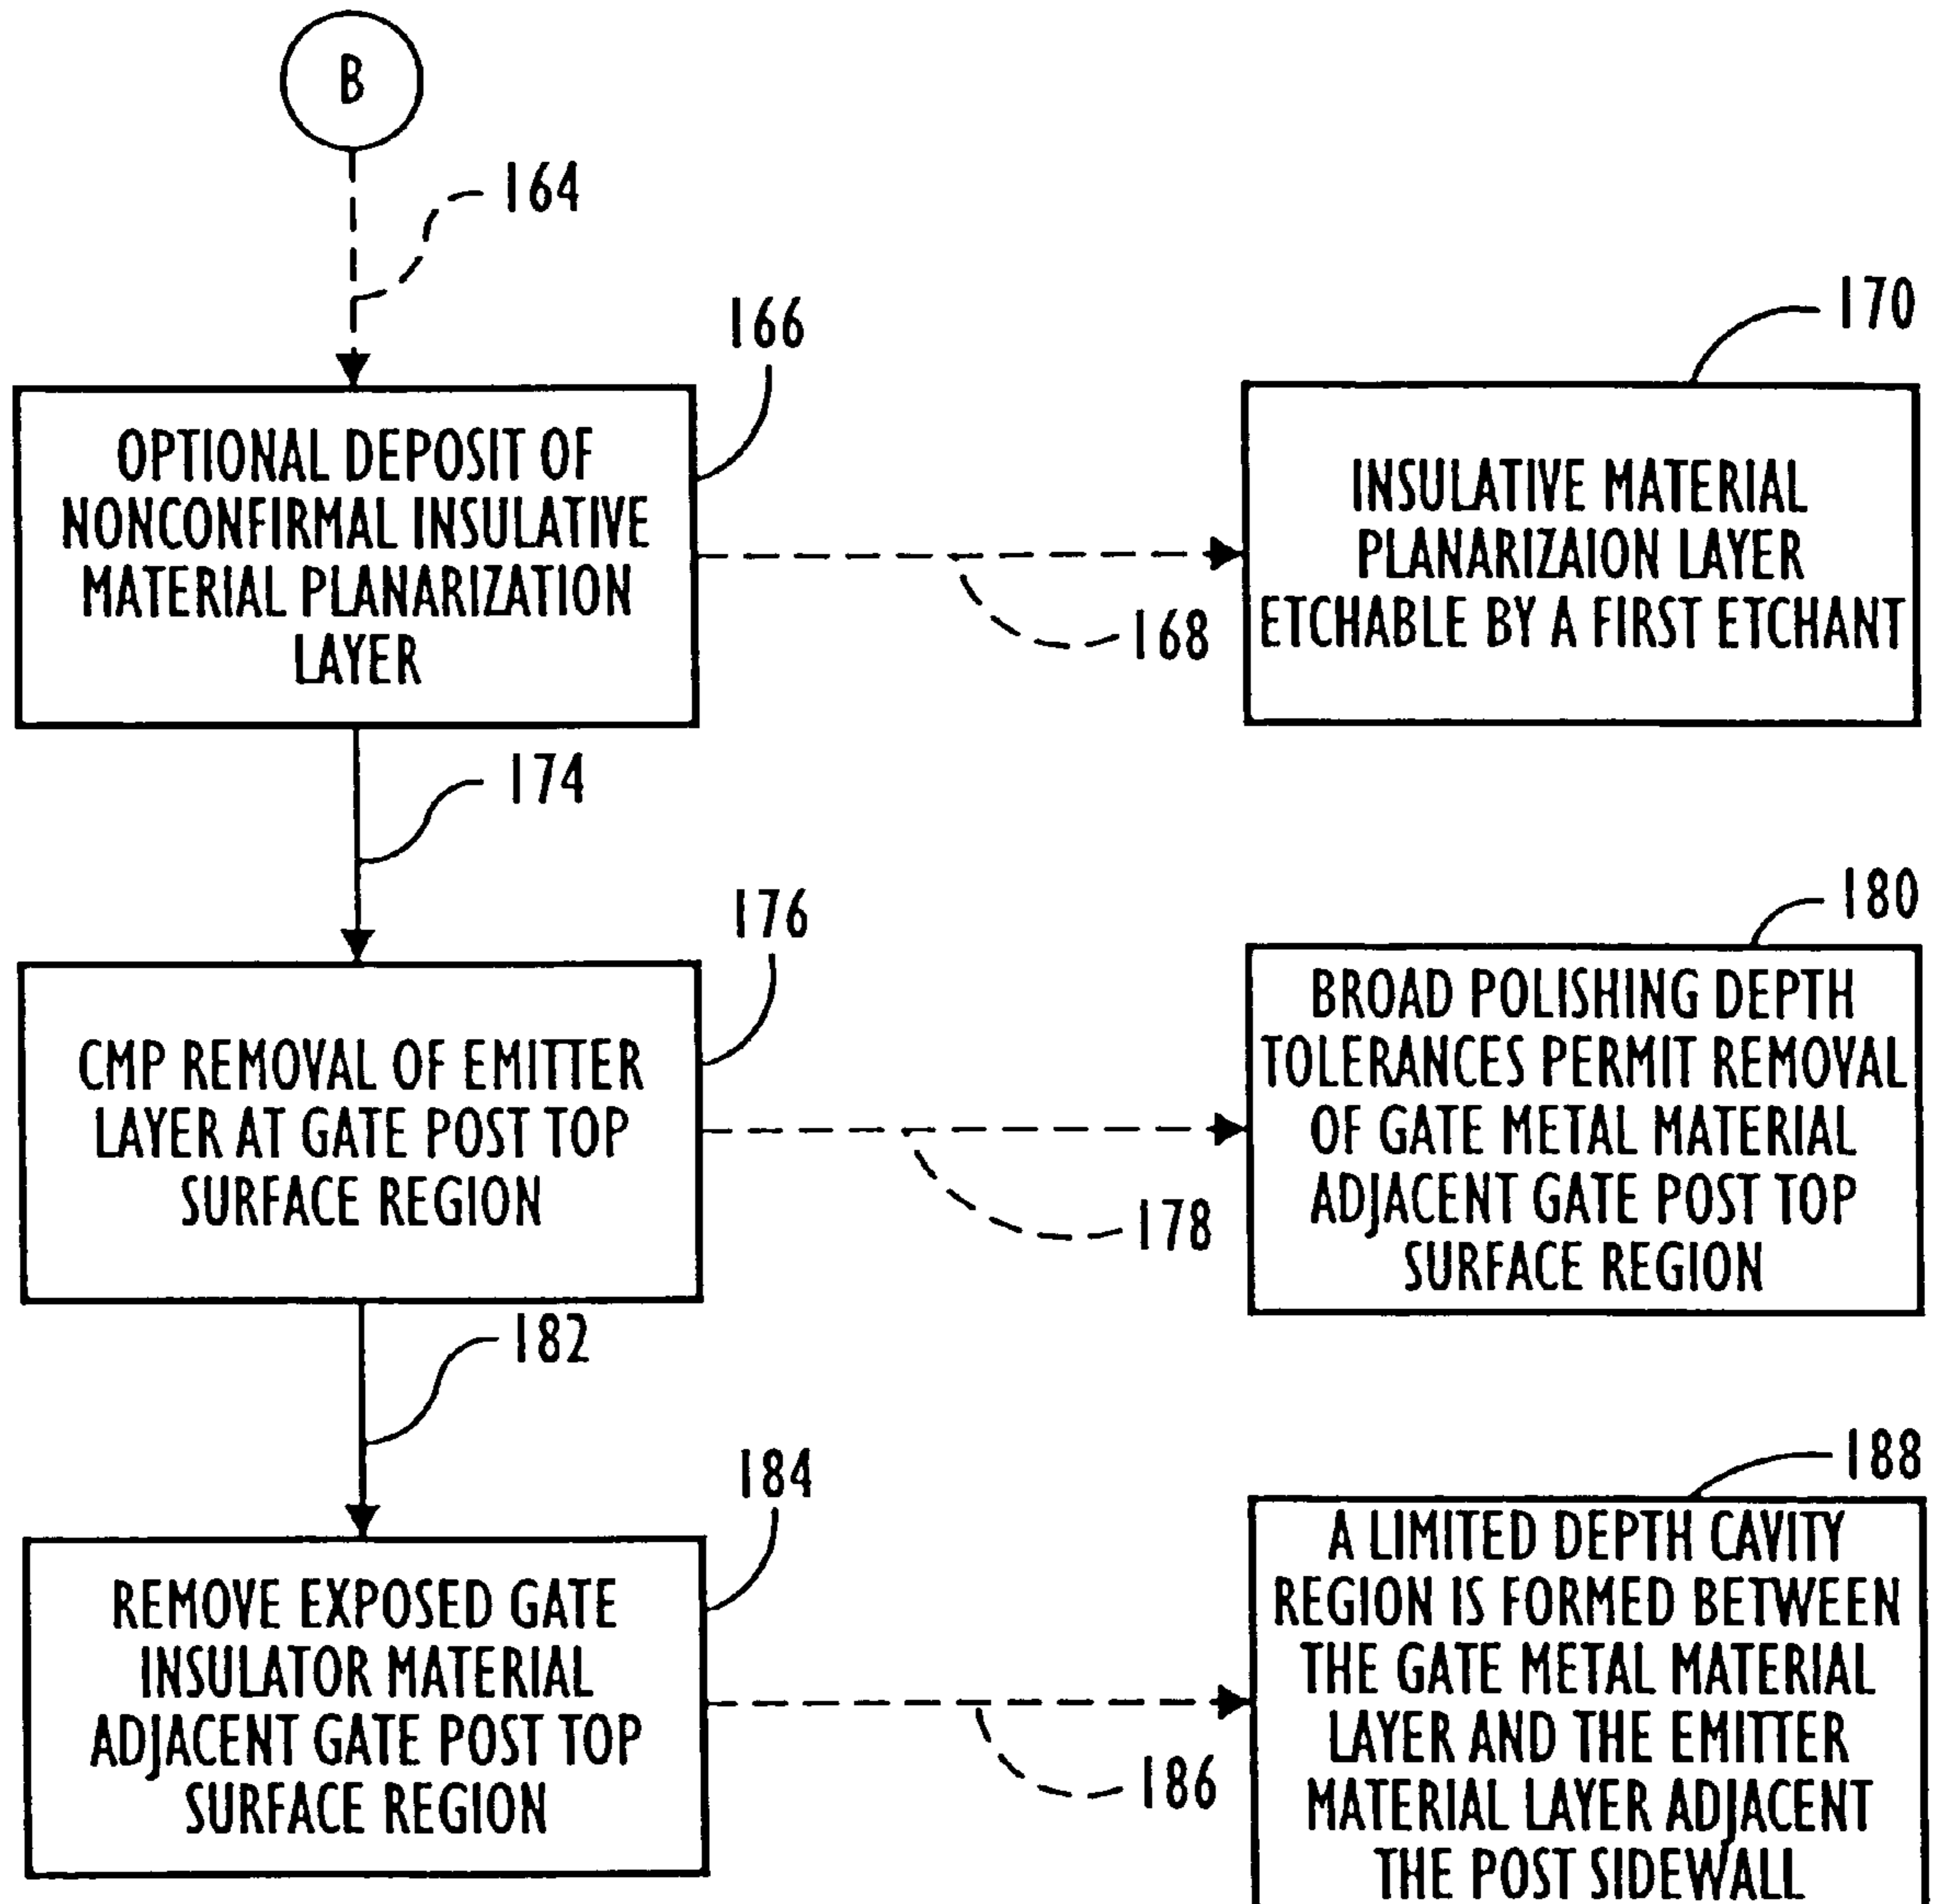 B
164
166
OPTIONAL DEPOSIT OF
NONCONFIRMAL INSULATIVE
MATERIAL PLANARIZATION
LAYER
168
170
INSULATIVE MATERIAL
PLANARIZAION LAYER
ETCHABLE BY A FIRST ETCHANT
174
176
CMP REMOVAL OF EMITTER
LAYER AT GATE POST TOP
SURFACE REGION
178
180
BROAD POLISHING DEPTH
TOLERANCES PERMIT REMOVAL
OF GATE METAL MATERIAL
ADJACENT GATE POST TOP
SURFACE REGION
182
184
REMOVE EXPOSED GATE
INSULATOR MATERIAL
ADJACENT GATE POST TOP
SURFACE REGION
186
188
A LIMITED DEPTH CAVITY
REGION IS FORMED BETWEEN
THE GATE METAL MATERIAL
LAYER AND THE EMITTER
MATERIAL LAYER ADJACENT
THE POST SIDEWALL